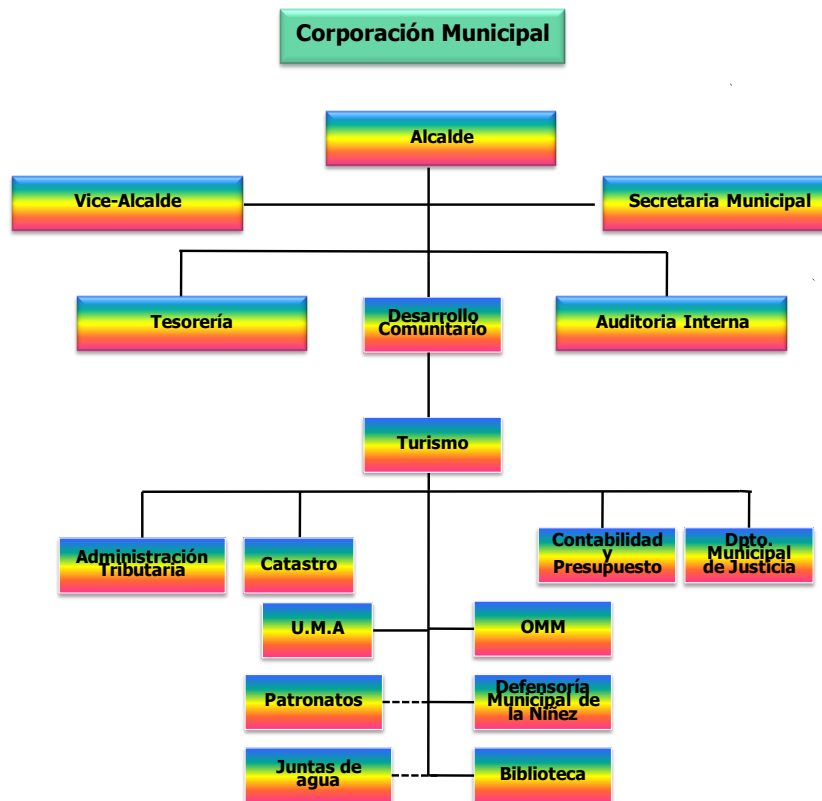 Corporación Municipal
Alcalde
Vice-Alcalde
Secretaria Municipal
Tesorería
Desarrollo
Comunitario
Auditoria Interna
Turismo
Administración
Tributaria
Catastro
Contabilidad
y
Presupuesto
Dpto.
Municipal
de Justicia
U.M.A
OMM
Patronatos
Defensoría
Municipal de
la Niñez
Juntas de
agua
Biblioteca